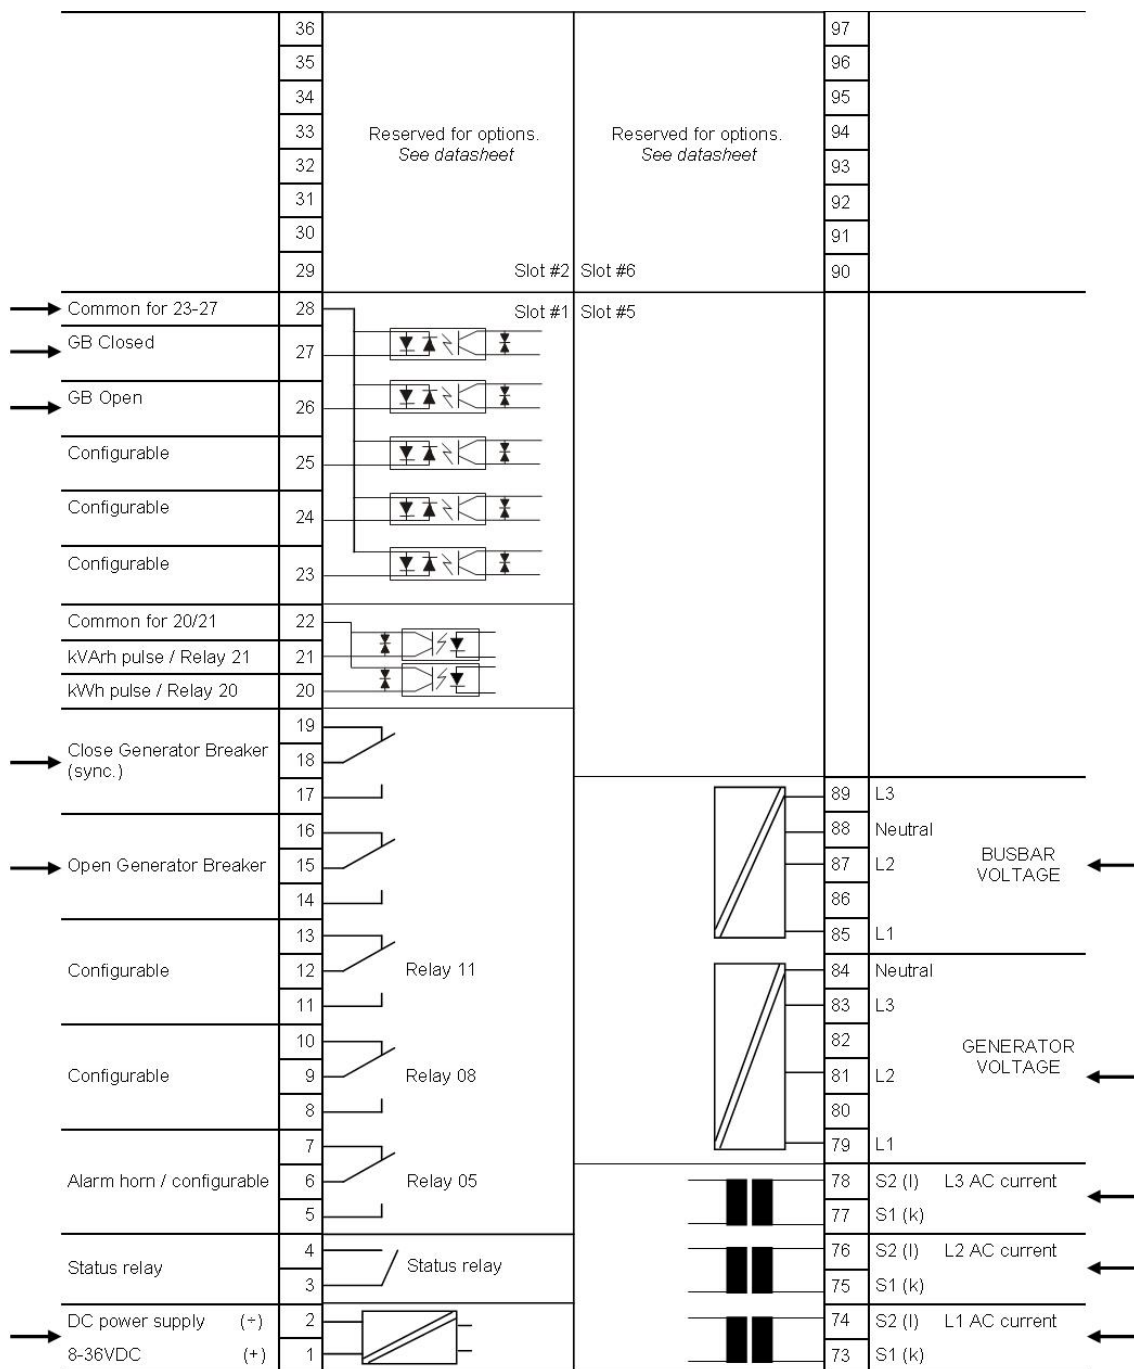 36
35
34
33
32
31
30
29
Reserved for options.
See datasheet
Slot #2
Reserved for options.
See datasheet
Slot #6
97
96
95
94
93
92
91
90
Common for 23-27 28
Slot #1
Slot #5
GB Closed 27
GB Open 26
Configurable 25
Configurable 24
Configurable 23
Common for 20/21 22
kVArh pulse / Relay 21 21
kWh pulse / Relay 20 20
19
Close Generator Breaker 18
(sync.)
17
16
Open Generator Breaker 15
14
13
Configurable 12 Relay 11
11
10
Configurable 9 Relay 08
8
7
Alarm horn / configurable 6 Relay 05
5
4
Status relay Status relay
3
DC power supply (÷) 2
8-36VDC (+) 1
89 L3
88 Neutral
87 L2
86
85 L1
BUSBAR
VOLTAGE
84 Neutral
83 L3
82
81 L2
80
79 L1
GENERATOR
VOLTAGE
78 S2 (l) L3 AC current
77 S1 (k)
76 S2 (l) L2 AC current
75 S1 (k)
74 S2 (l) L1 AC current
73 S1 (k)